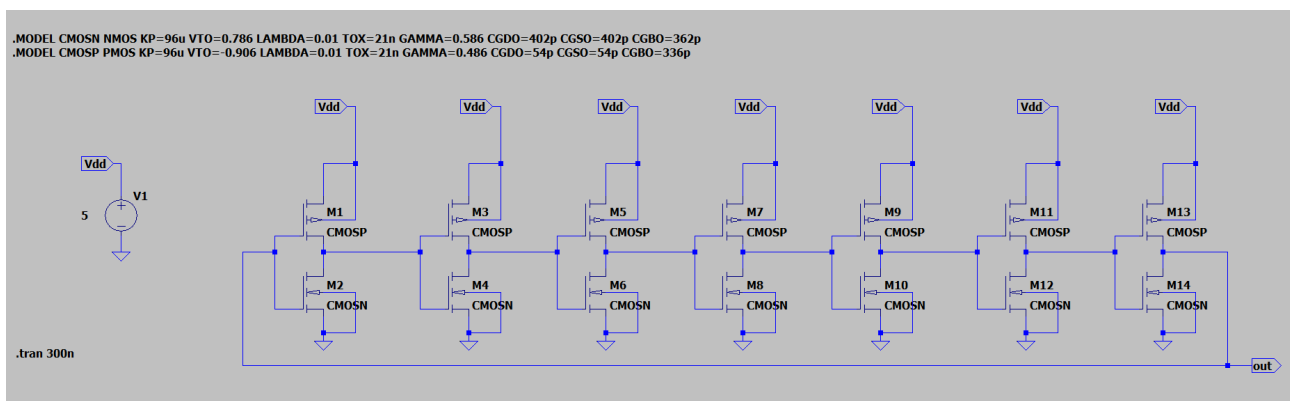 .MODEL CMOSN NMOS KP=96u VTO=0.786 LAMBDA=0.01 TOX=21n GAMMA=0.586 CGDO=402p CGSO=402p CGBO=362p
.MODEL CMOSP PMOS KP=96u VTO=-0.906 LAMBDA=0.01 TOX=21n GAMMA=0.486 CGDO=54p CGSO=54p CGBO=336p
Vdd Vdd Vdd Vdd Vdd Vdd Vdd
Vdd
V1
5
M1 M3 M5 M7 M9 M11 M13
CMOSP CMOSP CMOSP CMOSP CMOSP CMOSP CMOSP
M2 M4 M6 M8 M10 M12 M14
CMOSN CMOSN CMOSN CMOSN CMOSN CMOSN CMOSN
.tran 300n
out